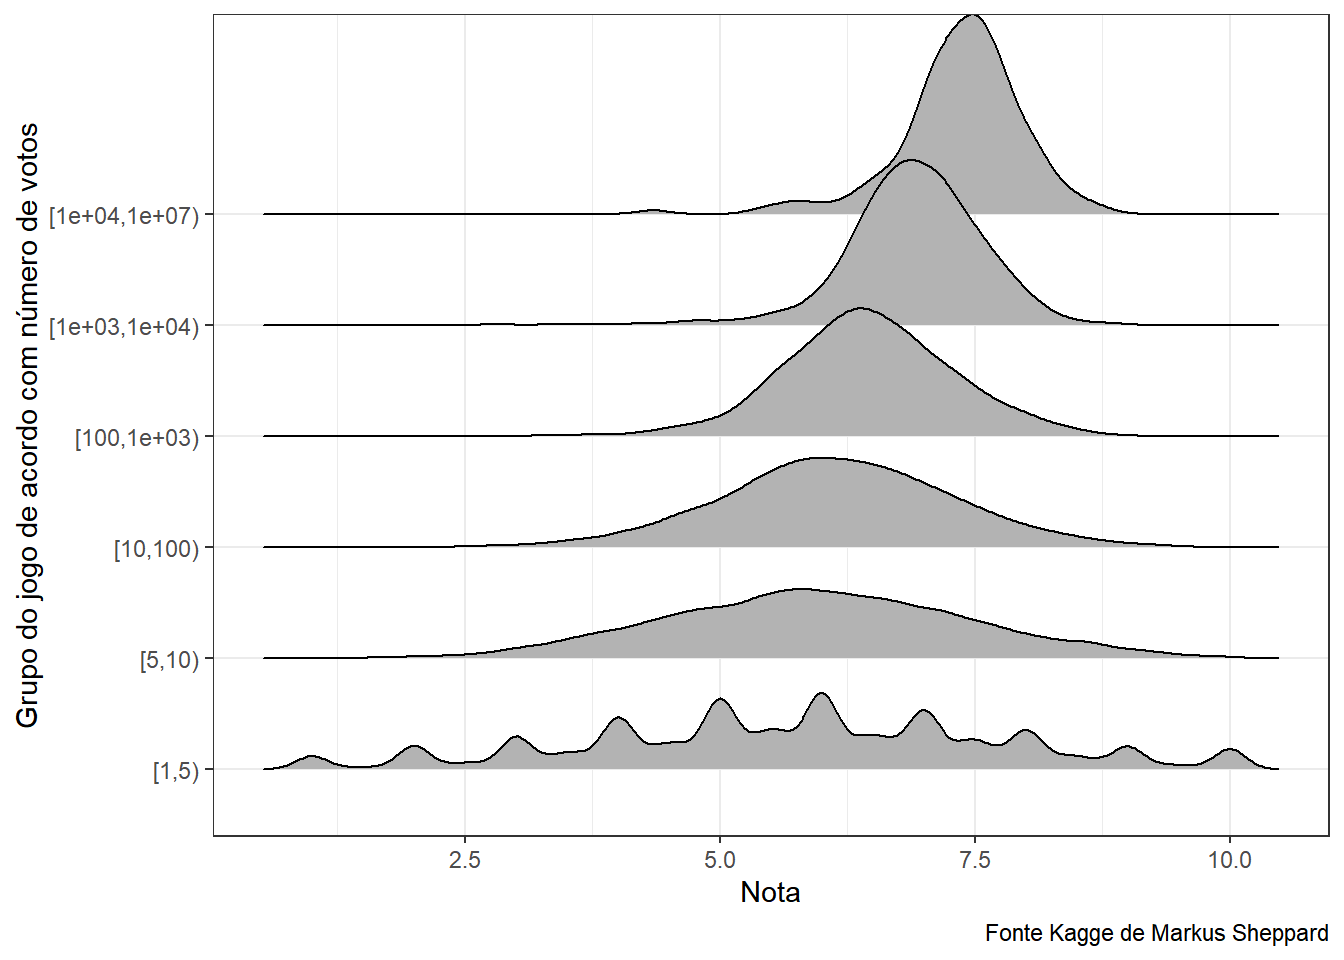 Grupo do jogo de acordo com número de votos
[1e+04,1e+07)
[1e+03,1e+04)
[100,1e+03)
[10,100)
[5,10)
[1,5)
2.5 5.0 7.5 10.0
Nota
Fonte Kagge de Markus Sheppard